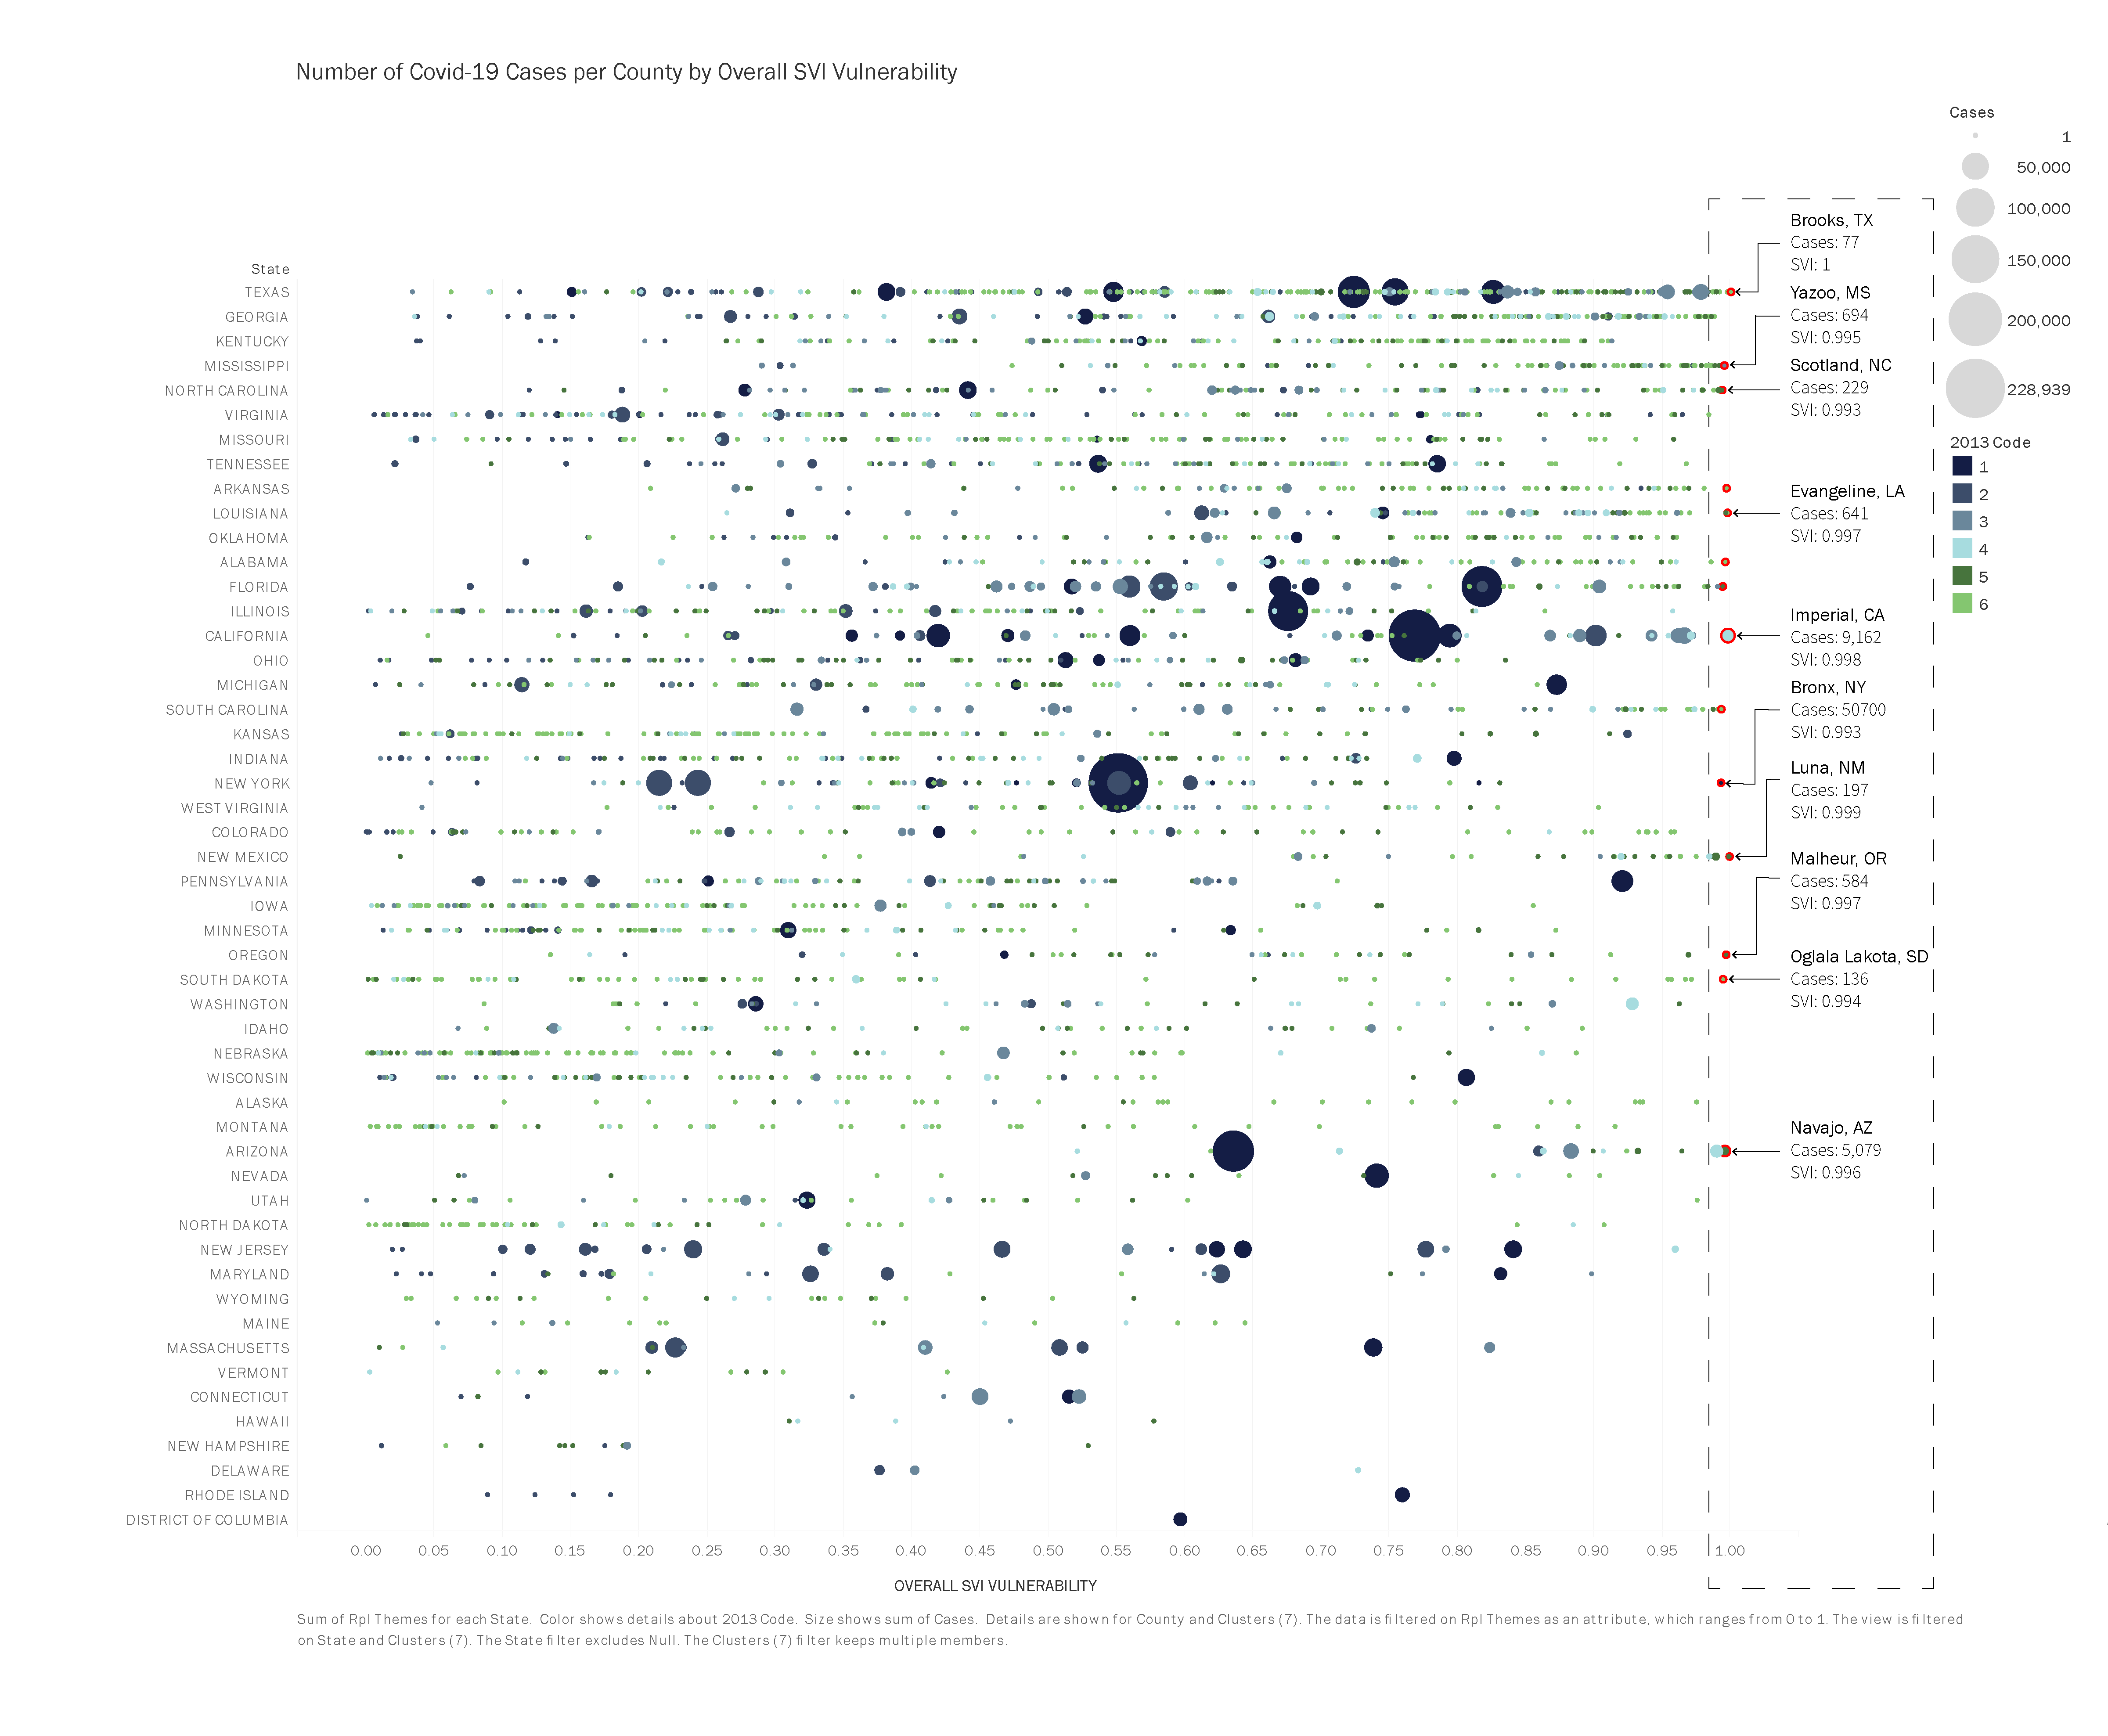 Number of Covid-19 Cases per County by Overall SVI Vulnerability
Cases
1
50,000
100,000
150,000
200,000
228,939
2013 Code
1
2
3
4
5
6
Brooks, TX
Cases: 77
SVI: 1
Yazoo, MS
Cases: 694
SVI: 0.995
Scotland, NC
Cases: 229
SVI: 0.993
Evangeline, LA
Cases: 641
SVI: 0.997
Imperial, CA
Cases: 9,162
SVI: 0.998
Bronx, NY
Cases: 50700
SVI: 0.993
Luna, NM
Cases: 197
SVI: 0.999
Malheur, OR
Cases: 584
SVI: 0.997
Oglala Lakota, SD
Cases: 136
SVI: 0.994
Navajo, AZ
Cases: 5,079
SVI: 0.996
State
TEXAS
GEORGIA
KENTUCKY
MISSISSIPPI
NORTH CAROLINA
VIRGINIA
MISSOURI
TENNESSEE
ARKANSAS
LOUISIANA
OKLAHOMA
ALABAMA
FLORIDA
ILLINOIS
CALIFORNIA
OHIO
MICHIGAN
SOUTH CAROLINA
KANSAS
INDIANA
NEW YORK
WEST VIRGINIA
COLORADO
NEW MEXICO
PENNSYLVANIA
IOWA
MINNESOTA
OREGON
SOUTH DAKOTA
WASHINGTON
IDAHO
NEBRASKA
WISCONSIN
ALASKA
MONTANA
ARIZONA
NEVADA
UTAH
NORTH DAKOTA
NEW JERSEY
MARYLAND
WYOMING
MAINE
MASSACHUSETTS
VERMONT
CONNECTICUT
HAWAII
NEW HAMPSHIRE
DELAWARE
RHODE ISLAND
DISTRICT OF COLUMBIA
0.00 0.05 0.10 0.15 0.20 0.25 0.30 0.35 0.40 0.45 0.50 0.55 0.60 0.65 0.70 0.75 0.80 0.85 0.90 0.95 1.00
OVERALL SVI VULNERABILITY
Sum of Rpl Themes for each State. Color shows details about 2013 Code. Size shows sum of Cases. Details are shown for County and Clusters (7). The data is filtered on Rpl Themes as an attribute, which ranges from 0 to 1. The view is filtered
on State and Clusters (7). The State filter excludes Null. The Clusters (7) filter keeps multiple members.